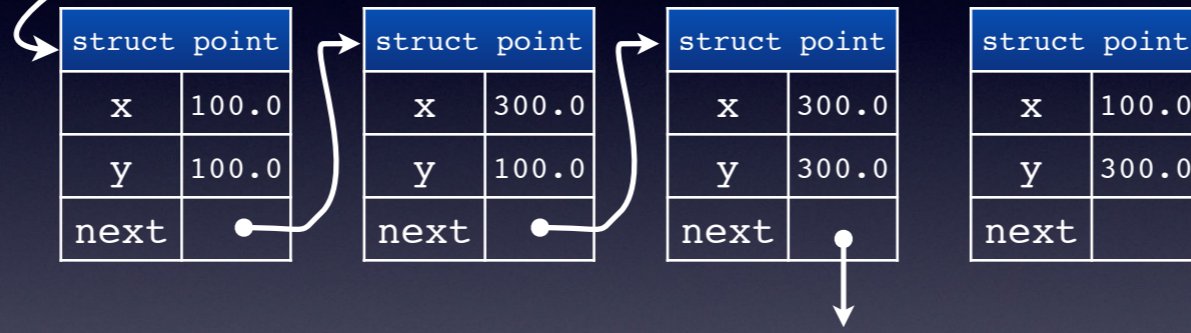 struct point struct point struct point struct point
x 100.0 x 300.0 x 300.0 x 100.0
y 100.0 y 100.0 y 300.0 y 300.0
next next next next